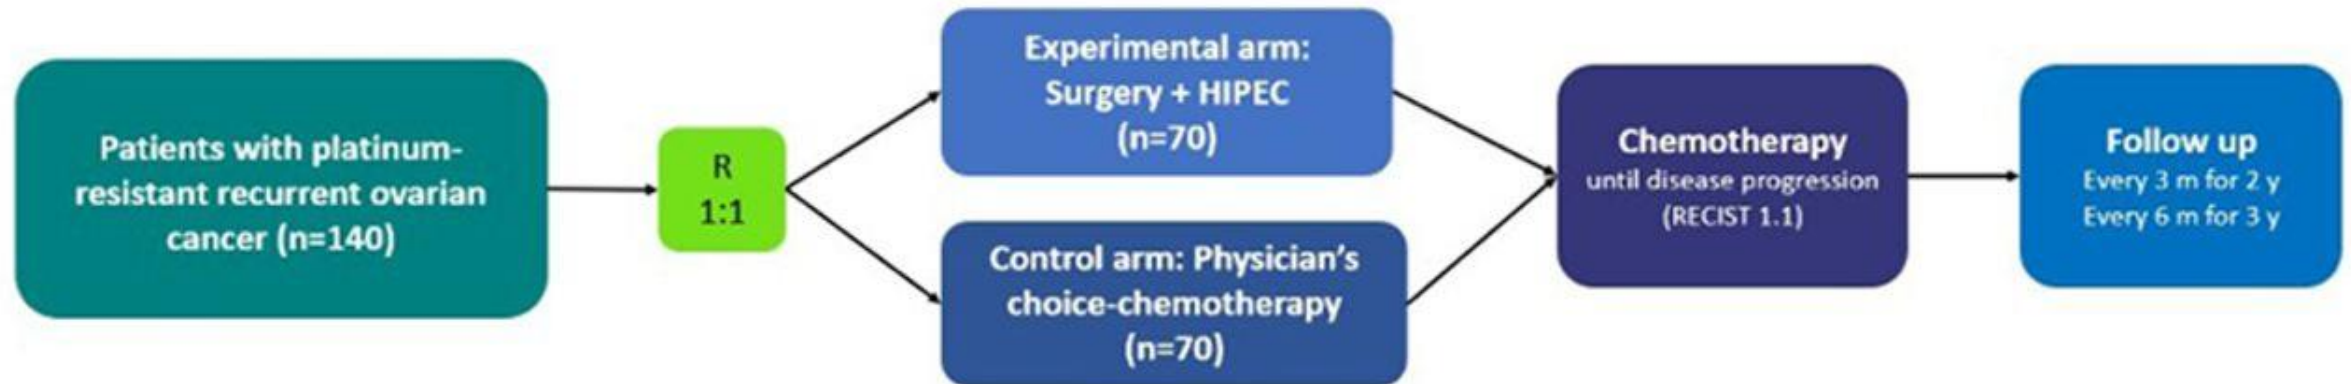 Patients with platinum-
resistant recurrent ovarian
cancer (n=140)
R
1:1
Experimental arm:
Surgery + HIPEC
(n=70)
Control arm: Physician's
choice-chemotherapy
(n=70)
Chemotherapy
until disease progression
(RECIST 1.1)
Follow up
Every 3 m for 2 y
Every 6 m for 3 y